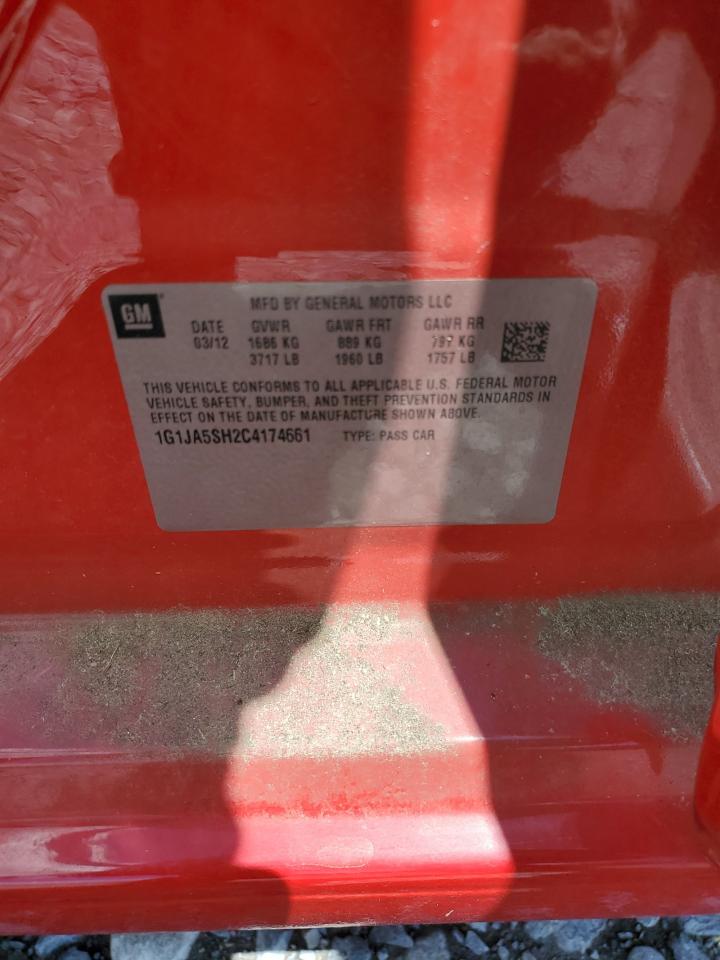 GM
MFD BY GENERAL MOTORS LLC
DATE GVWR GAWR FRT GAWR RR
03/12 1686 KG 889 KG 797 KG
3717 LB 1960 LB 1757 LB
THIS VEHICLE CONFORMS TO ALL APPLICABLE U.S. FEDERAL MOTOR
VEHICLE SAFETY, BUMPER, AND THEFT PREVENTION STANDARDS IN
EFFECT ON THE DATE OF MANUFACTURE SHOWN ABOVE.
1G1JA5SH2C4174661 TYPE: PASS CAR